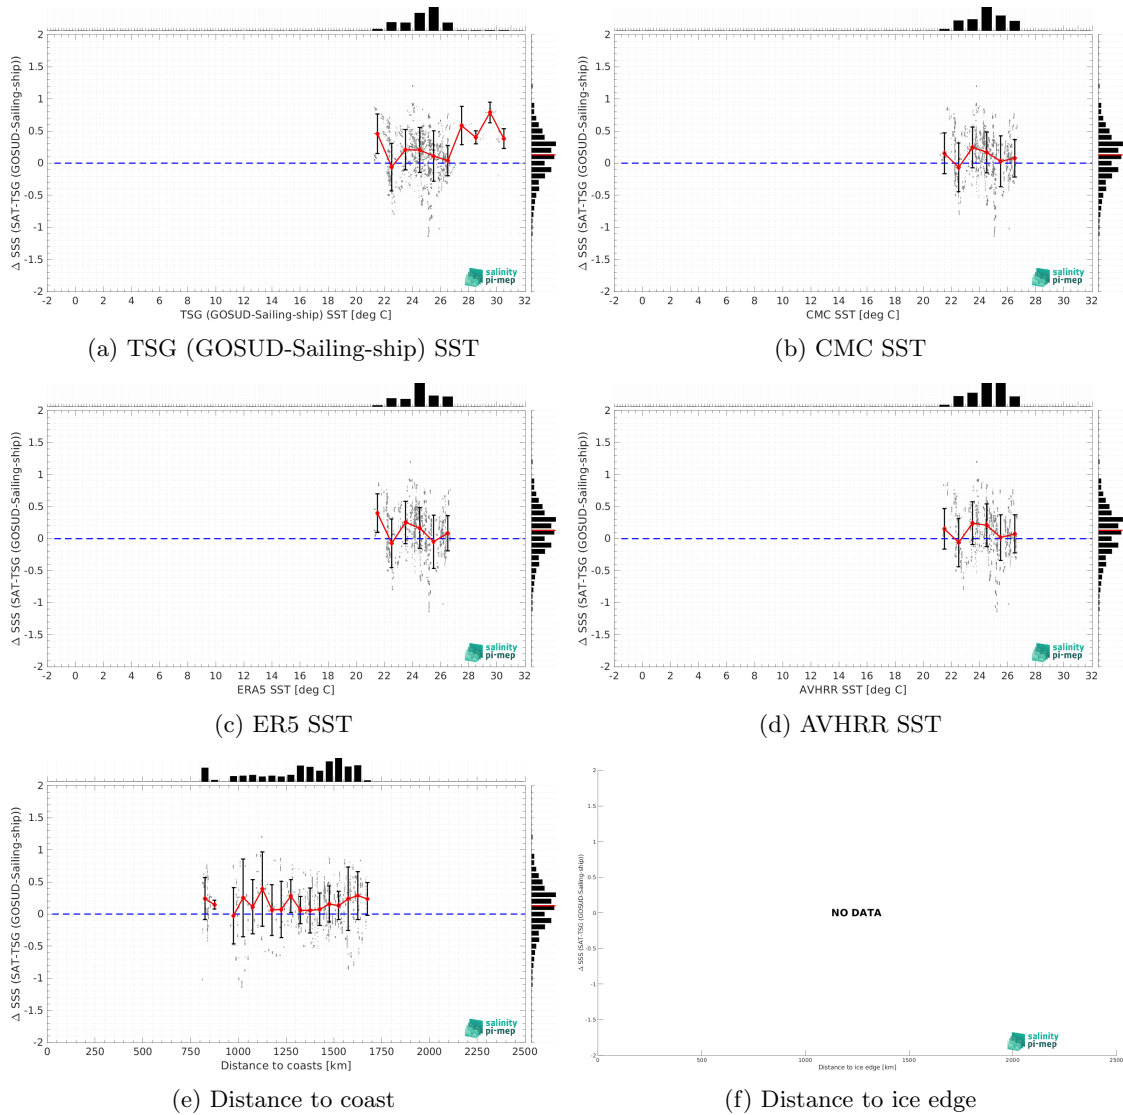 2
1.5
1
0.5
0
-0.5
-1
-1.5
-2
Δ SSS (SAT-TSG (GOSUD-Sailing-ship))
-2 0 2 4 6 8 10 12 14 16 18 20 22 24 26 28 30 32
TSG (GOSUD-Sailing-ship) SST [deg C]
salinity
pi-mep
(a) TSG (GOSUD-Sailing-ship) SST
2
1.5
1
0.5
0
-0.5
-1
-1.5
-2
Δ SSS (SAT-TSG (GOSUD-Sailing-ship))
-2 0 2 4 6 8 10 12 14 16 18 20 22 24 26 28 30 32
CMC SST [deg C]
salinity
pi-mep
(b) CMC SST
2
1.5
1
0.5
0
-0.5
-1
-1.5
-2
Δ SSS (SAT-TSG (GOSUD-Sailing-ship))
-2 0 2 4 6 8 10 12 14 16 18 20 22 24 26 28 30 32
ERA5 SST [deg C]
salinity
pi-mep
(c) ER5 SST
2
1.5
1
0.5
0
-0.5
-1
-1.5
-2
Δ SSS (SAT-TSG (GOSUD-Sailing-ship))
-2 0 2 4 6 8 10 12 14 16 18 20 22 24 26 28 30 32
AVHRR SST [deg C]
salinity
pi-mep
(d) AVHRR SST
2
1.5
1
0.5
0
-0.5
-1
-1.5
-2
Δ SSS (SAT-TSG (GOSUD-Sailing-ship))
0 250 500 750 1000 1250 1500 1750 2000 2250 2500
Distance to coasts [km]
salinity
pi-mep
(e) Distance to coast
2
1.5
1
0.5
0
-0.5
-1
-1.5
-2
Δ SSS (SAT-TSG (GOSUD-Sailing-ship))
NO DATA
0 500 1000 1500 2000 2500
Distance to ice edge [km]
salinity
pi-mep
(f) Distance to ice edge